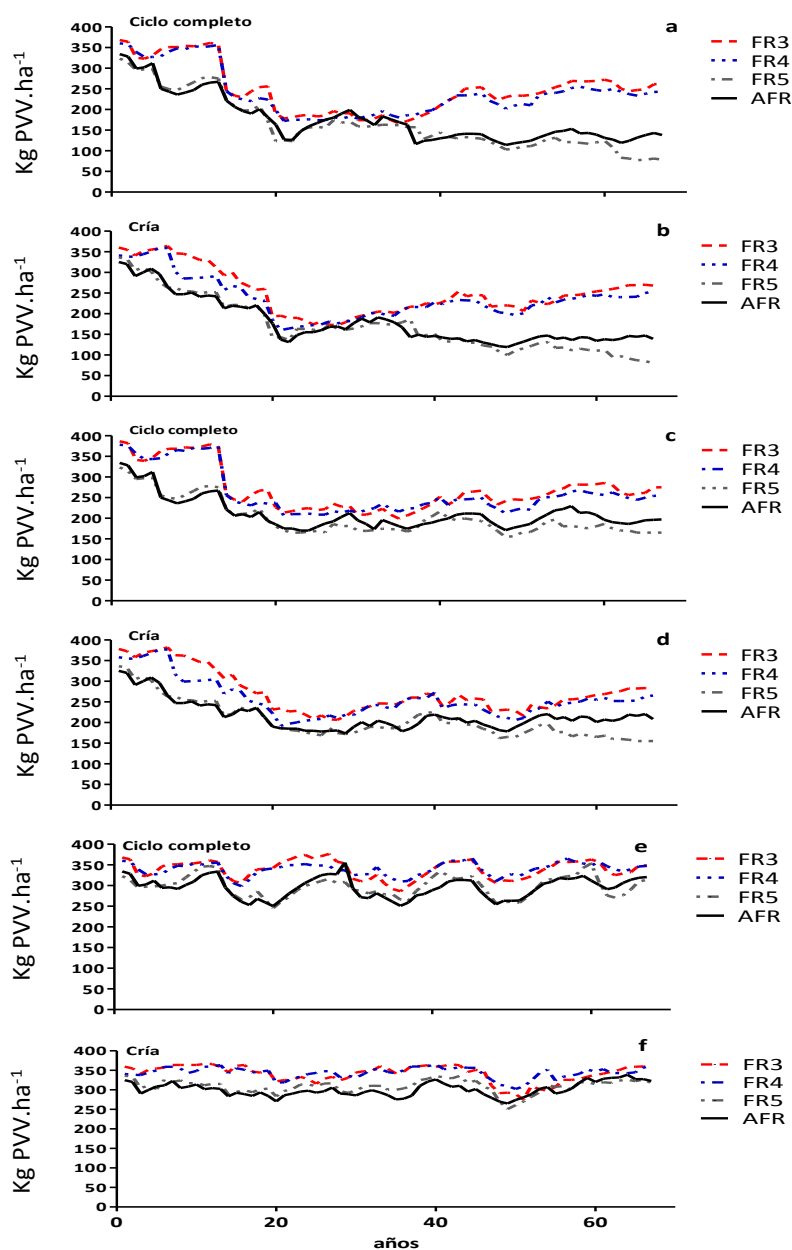 Ciclo completo
a
Kg PVV.ha-1
400
350
300
250
200
150
100
50
0
FR3
FR4
FR5
AFR
Cría
b
Kg PVV.ha-1
400
350
300
250
200
150
100
50
0
FR3
FR4
FR5
AFR
Ciclo completo
c
Kg PVV.ha-1
400
350
300
250
200
150
100
50
0
FR3
FR4
FR5
AFR
Cría
d
Kg PVV.ha-1
400
350
300
250
200
150
100
50
0
FR3
FR4
FR5
AFR
Ciclo completo
e
Kg PVV.ha-1
400
350
300
250
200
150
100
50
0
FR3
FR4
FR5
AFR
Cría
f
Kg PVV.ha-1
400
350
300
250
200
150
100
50
0
FR3
FR4
FR5
AFR
0 20 40 60
años